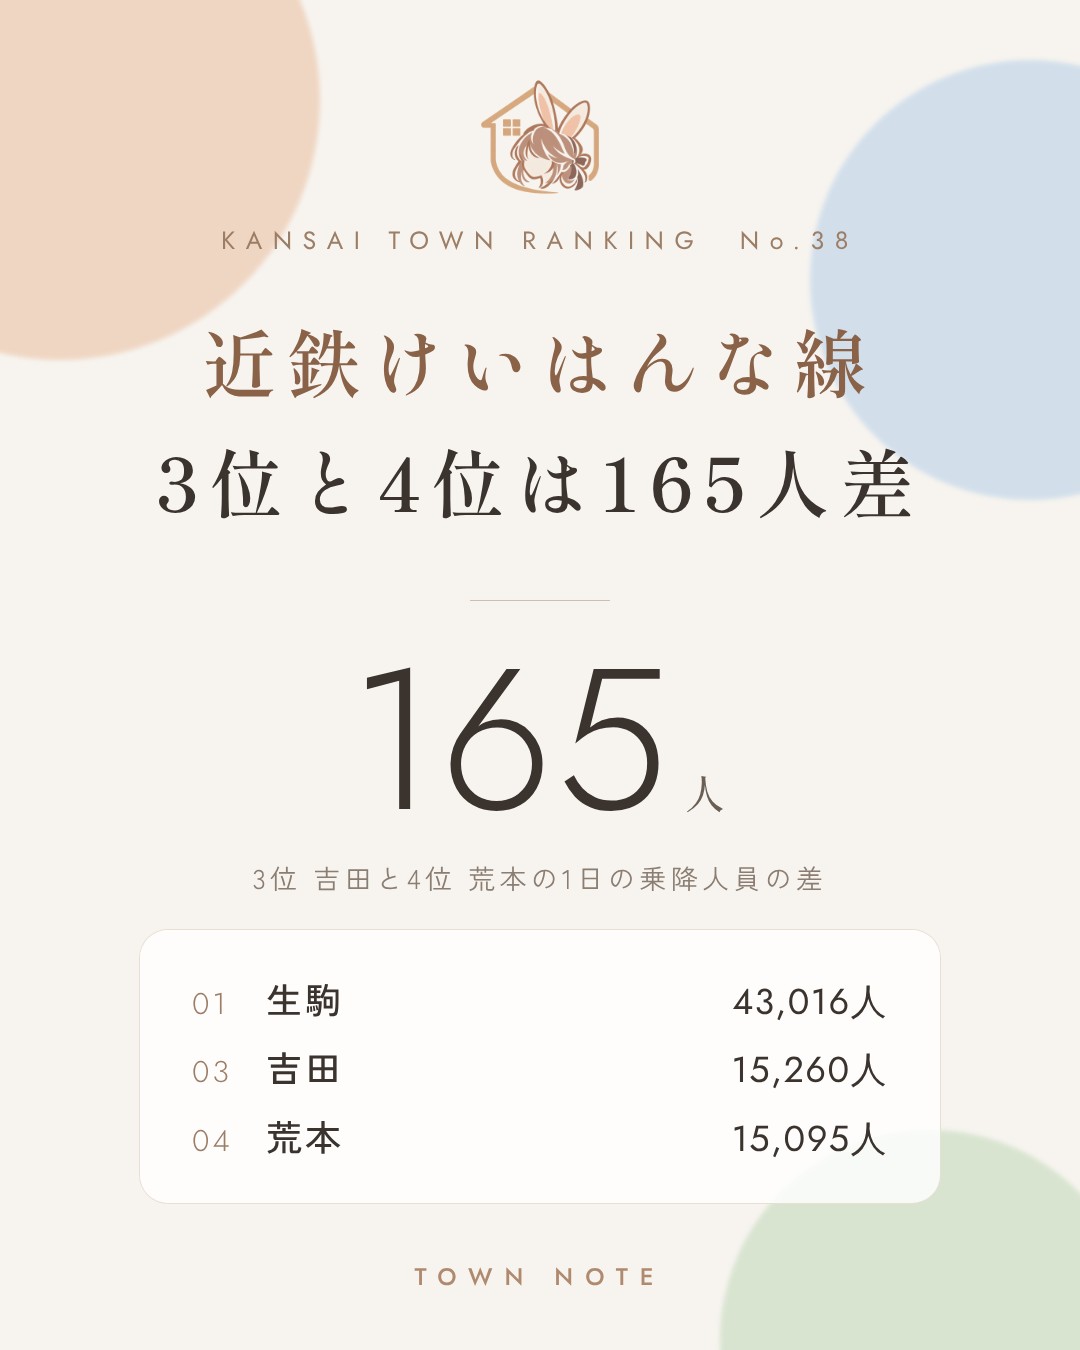 KANSAI TOWN RANKING No.38
近鉄けいはんな線
3位と4位は165人差
165人
3位 吉田と4位 荒本の1日の乗降人員の差
01 生駒 43,016人
03 吉田 15,260人
04 荒本 15,095人
TOWN NOTE